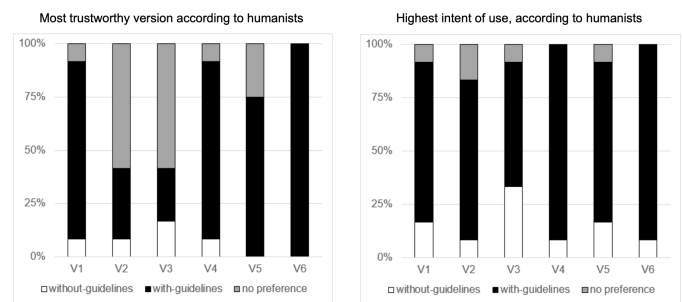 Most trustworthy version according to humanists
100%
75%
50%
25%
0%
V1 V2 V3 V4 V5 V6
without-guidelines with-guidelines no preference
Highest intent of use, according to humanists
100%
75%
50%
25%
0%
V1 V2 V3 V4 V5 V6
without-guidelines with-guidelines no preference